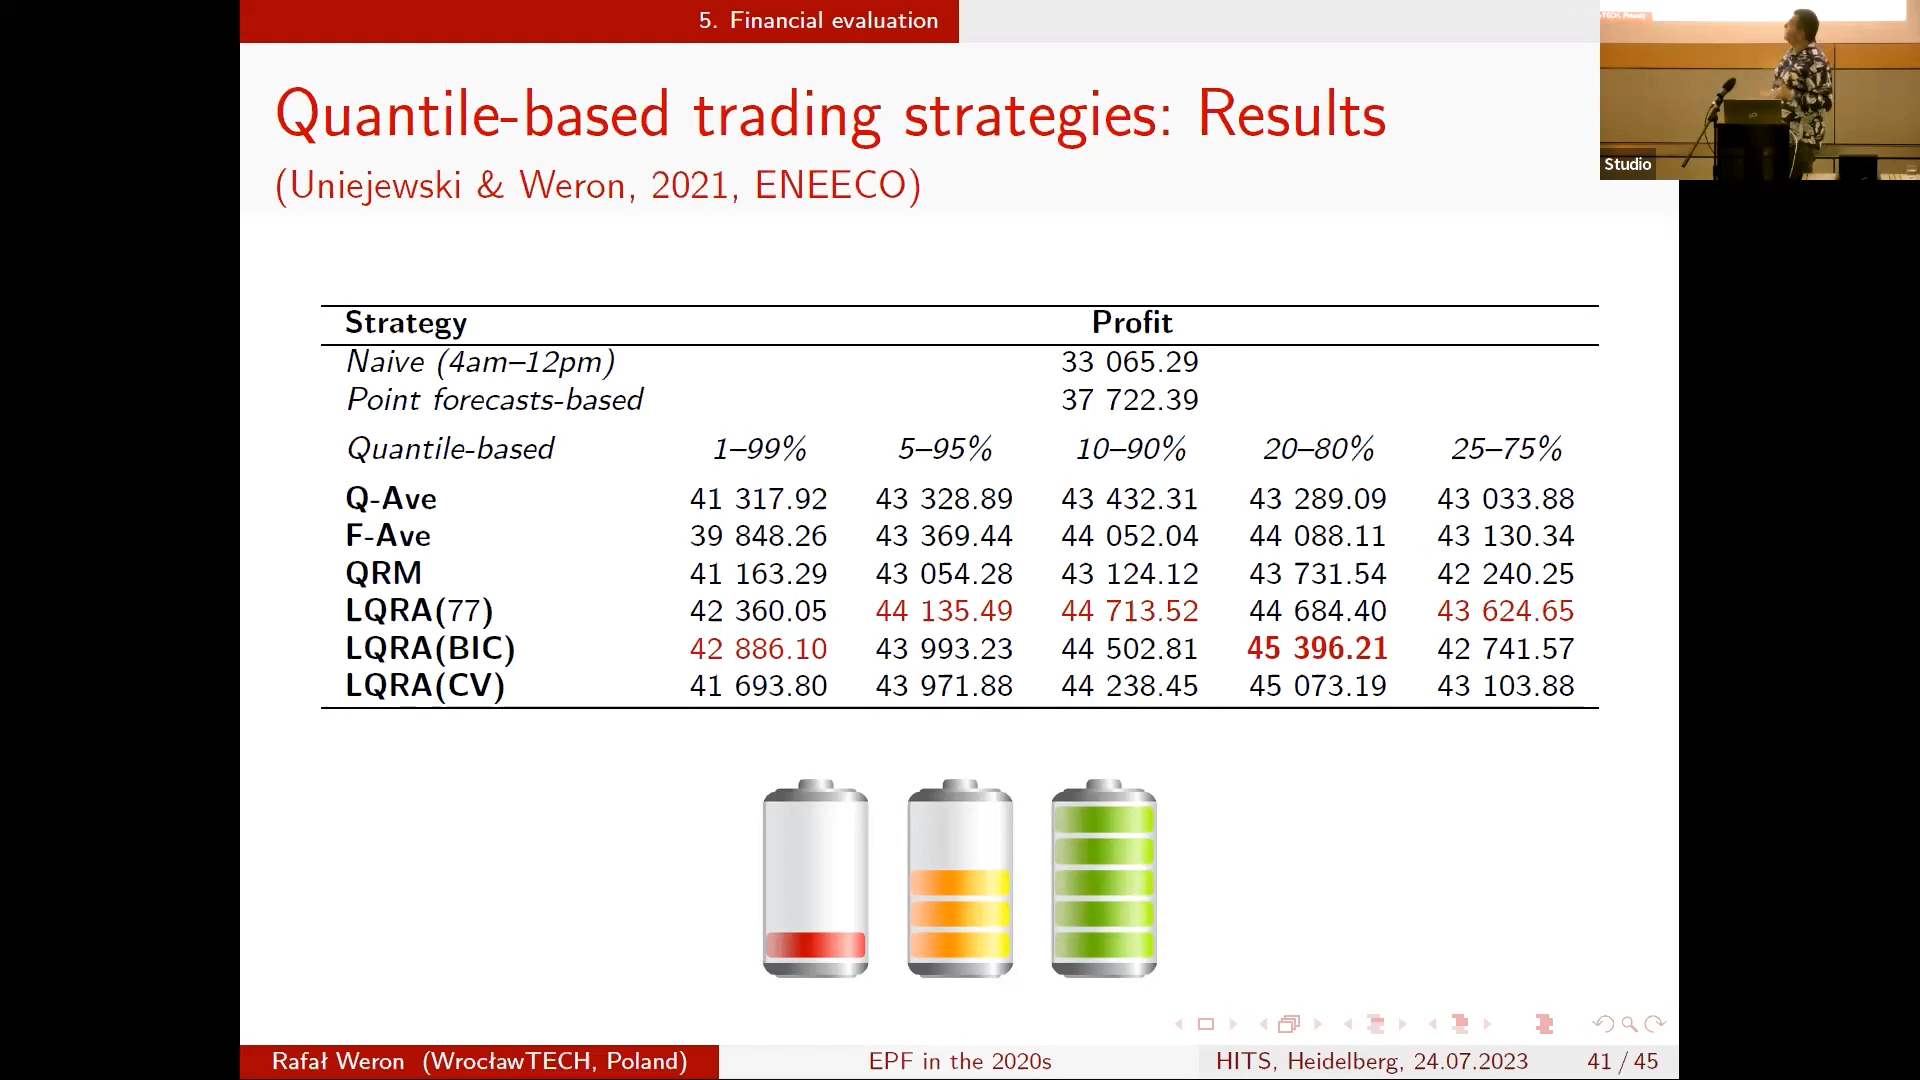 5. Financial evaluation
Quantile-based trading strategies: Results
(Uniejewski & Weron, 2021, ENEECO)
Studio
Strategy Profit
Naive (4am–12pm) 33 065.29
Point forecasts-based 37 722.39
Quantile-based 1–99% 5–95% 10–90% 20–80% 25–75%
Q-Ave 41 317.92 43 328.89 43 432.31 43 289.09 43 033.88
F-Ave 39 848.26 43 369.44 44 052.04 44 088.11 43 130.34
QRM 41 163.29 43 054.28 43 124.12 43 731.54 42 240.25
LQRA(77) 42 360.05 44 135.49 44 713.52 44 684.40 43 624.65
LQRA(BIC) 42 886.10 43 993.23 44 502.81 45 396.21 42 741.57
LQRA(CV) 41 693.80 43 971.88 44 238.45 45 073.19 43 103.88
Rafał Weron (WrocławTECH, Poland) EPF in the 2020s HITS, Heidelberg, 24.07.2023 41 / 45